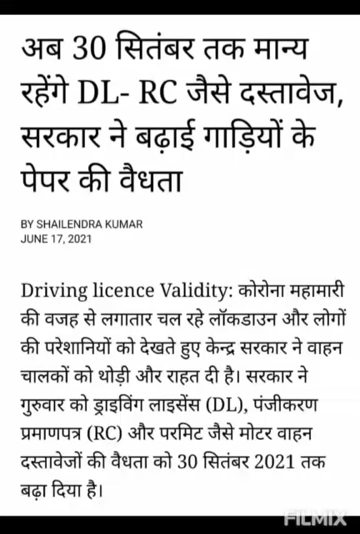 अब 30 सितंबर तक मान्य
रहेंगे DL- RC जैसे दस्तावेज,
सरकार ने बढ़ाई गाड़ियों के
पेपर की वैधता
BY SHAILENDRA KUMAR
JUNE 17, 2021
Driving licence Validity: कोरोना महामारी
की वजह से लगातार चल रहे लॉकडाउन और लोगों
की परेशानियों को देखते हुए केन्द्र सरकार ने वाहन
चालकों को थोड़ी और राहत दी है। सरकार ने
गुरुवार को ड्राइविंग लाइसेंस (DL), पंजीकरण
प्रमाणपत्र (RC) और परमिट जैसे मोटर वाहन
दस्तावेजों की वैधता को 30 सितंबर 2021 तक
बढ़ा दिया है।
FILMIX